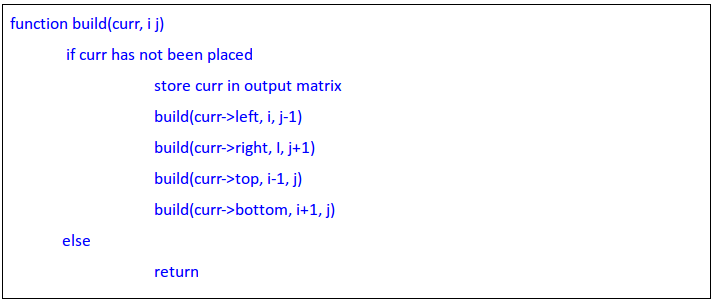 function build(curr, i j)
if curr has not been placed
store curr in output matrix
build(curr->left, i, j-1)
build(curr->right, I, j+1)
build(curr->top, i-1, j)
build(curr->bottom, i+1, j)
else
return